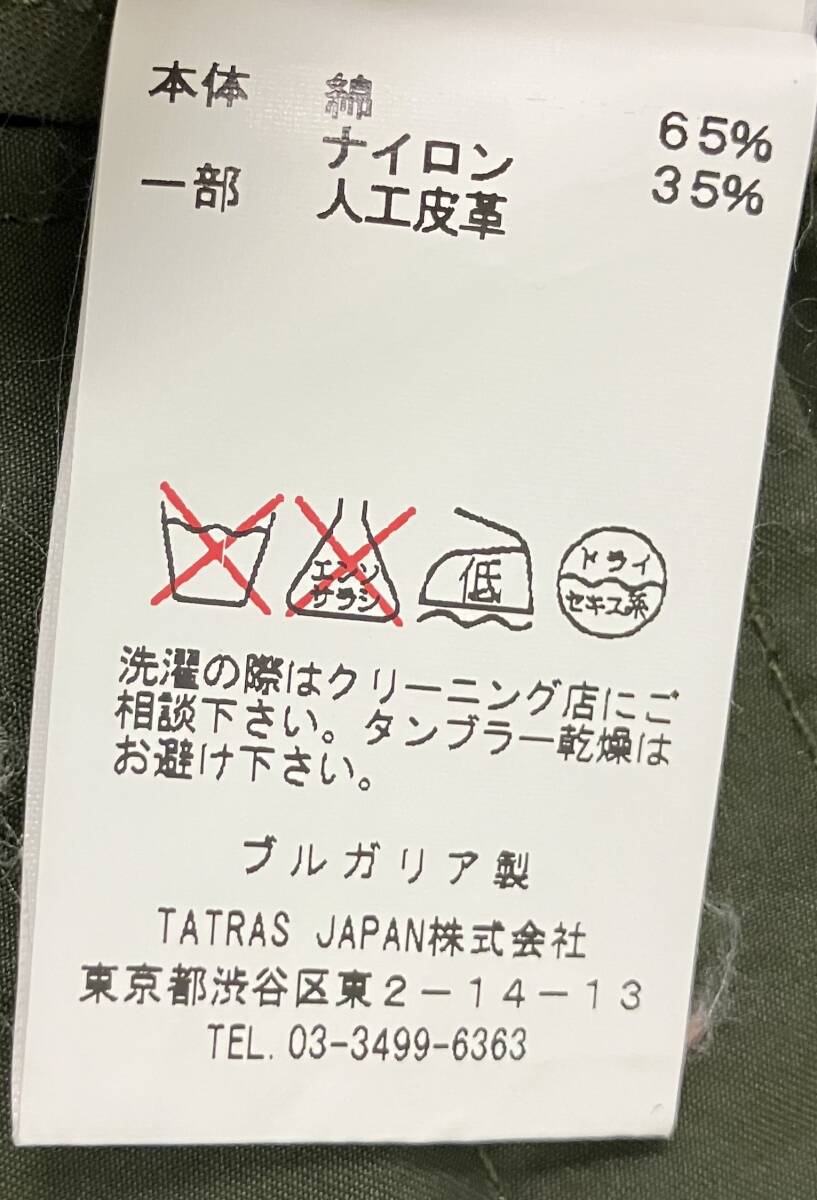 本体 綿 65%
ナイロン 35%
一部 人工皮革
エンソ
サラシ
低
ドライ
セキユ系
洗濯の際はクリーニング店にご
相談下さい。タンブラー乾燥は
お避け下さい。
ブルガリア製
TATRAS JAPAN株式会社
東京都渋谷区東2－14－13
TEL. 03-3499-6363